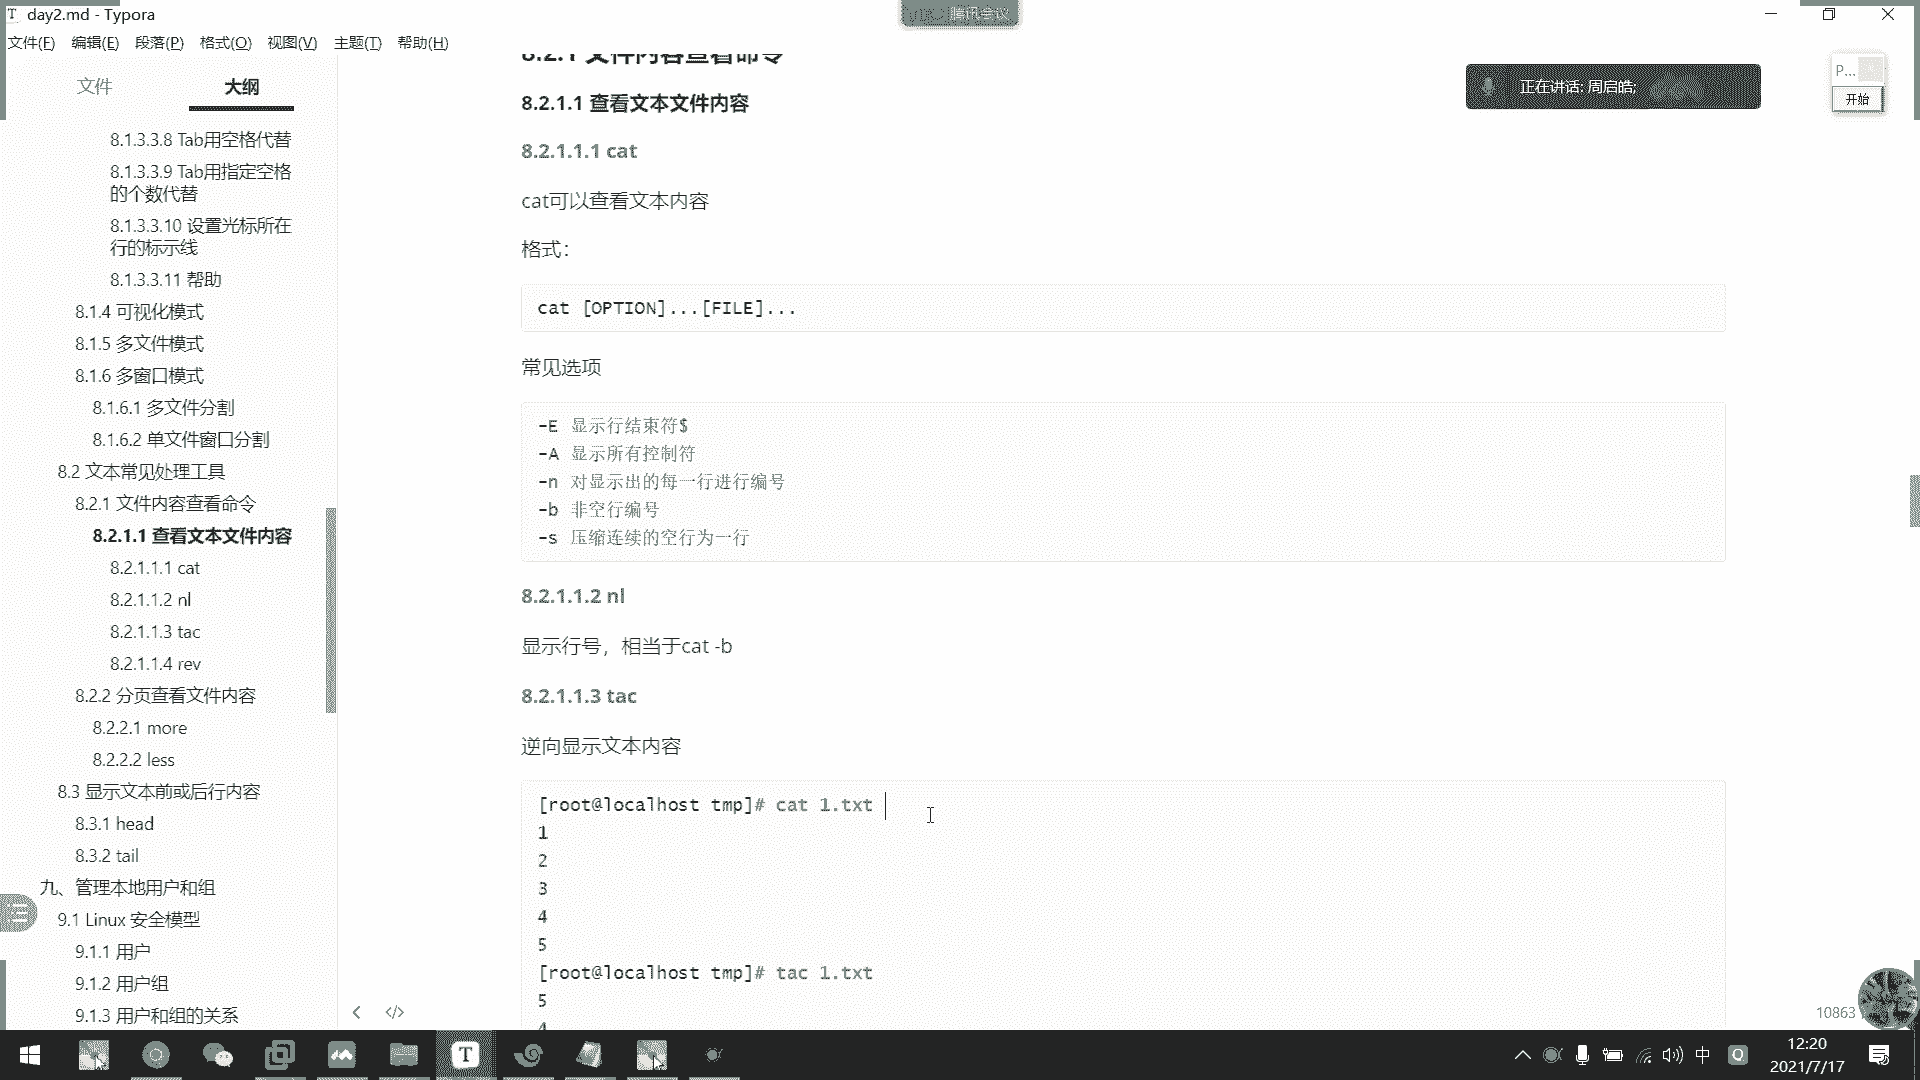 day2.md - Typora
腾讯会议
文件(F) 编辑(E) 段落(P) 格式(O) 视图(V) 主题(T) 帮助(H)
文件
大纲
8.1.3.3.8 Tab用空格代替
8.1.3.3.9 Tab用指定空格
的个数代替
8.1.3.3.10 设置光标所在
行的标示线
8.1.3.3.11 帮助
8.1.4 可视化模式
8.1.5 多文件模式
8.1.6 多窗口模式
8.1.6.1 多文件分割
8.1.6.2 单文件窗口分割
8.2 文本常见处理工具
8.2.1 文件内容查看命令
8.2.1.1 查看文本文件内容
8.2.1.1.1 cat
8.2.1.1.2 nl
8.2.1.1.3 tac
8.2.1.1.4 rev
8.2.2 分页查看文件内容
8.2.2.1 more
8.2.2.2 less
8.3 显示文本前或后行内容
8.3.1 head
8.3.2 tail
九、管理本地用户和组
9.1 Linux 安全模型
9.1.1 用户
9.1.2 用户组
9.1.3 用户和组的关系
8.2.1 文件内容查看命令
8.2.1.1 查看文本文件内容
8.2.1.1.1 cat
cat可以查看文本内容
格式：
cat [OPTION]...[FILE]...
常见选项
-E 显示行结束符$
-A 显示所有控制符
-n 对显示出的每一行进行编号
-b 非空行编号
-s 压缩连续的空行为一行
8.2.1.1.2 nl
显示行号，相当于cat -b
8.2.1.1.3 tac
逆向显示文本内容
[root@localhost tmp]# cat 1.txt
1
2
3
4
5
[root@localhost tmp]# tac 1.txt
5
4
正在讲话: 周启皓;
P...
开始
10863
中
12:20
2021/7/17